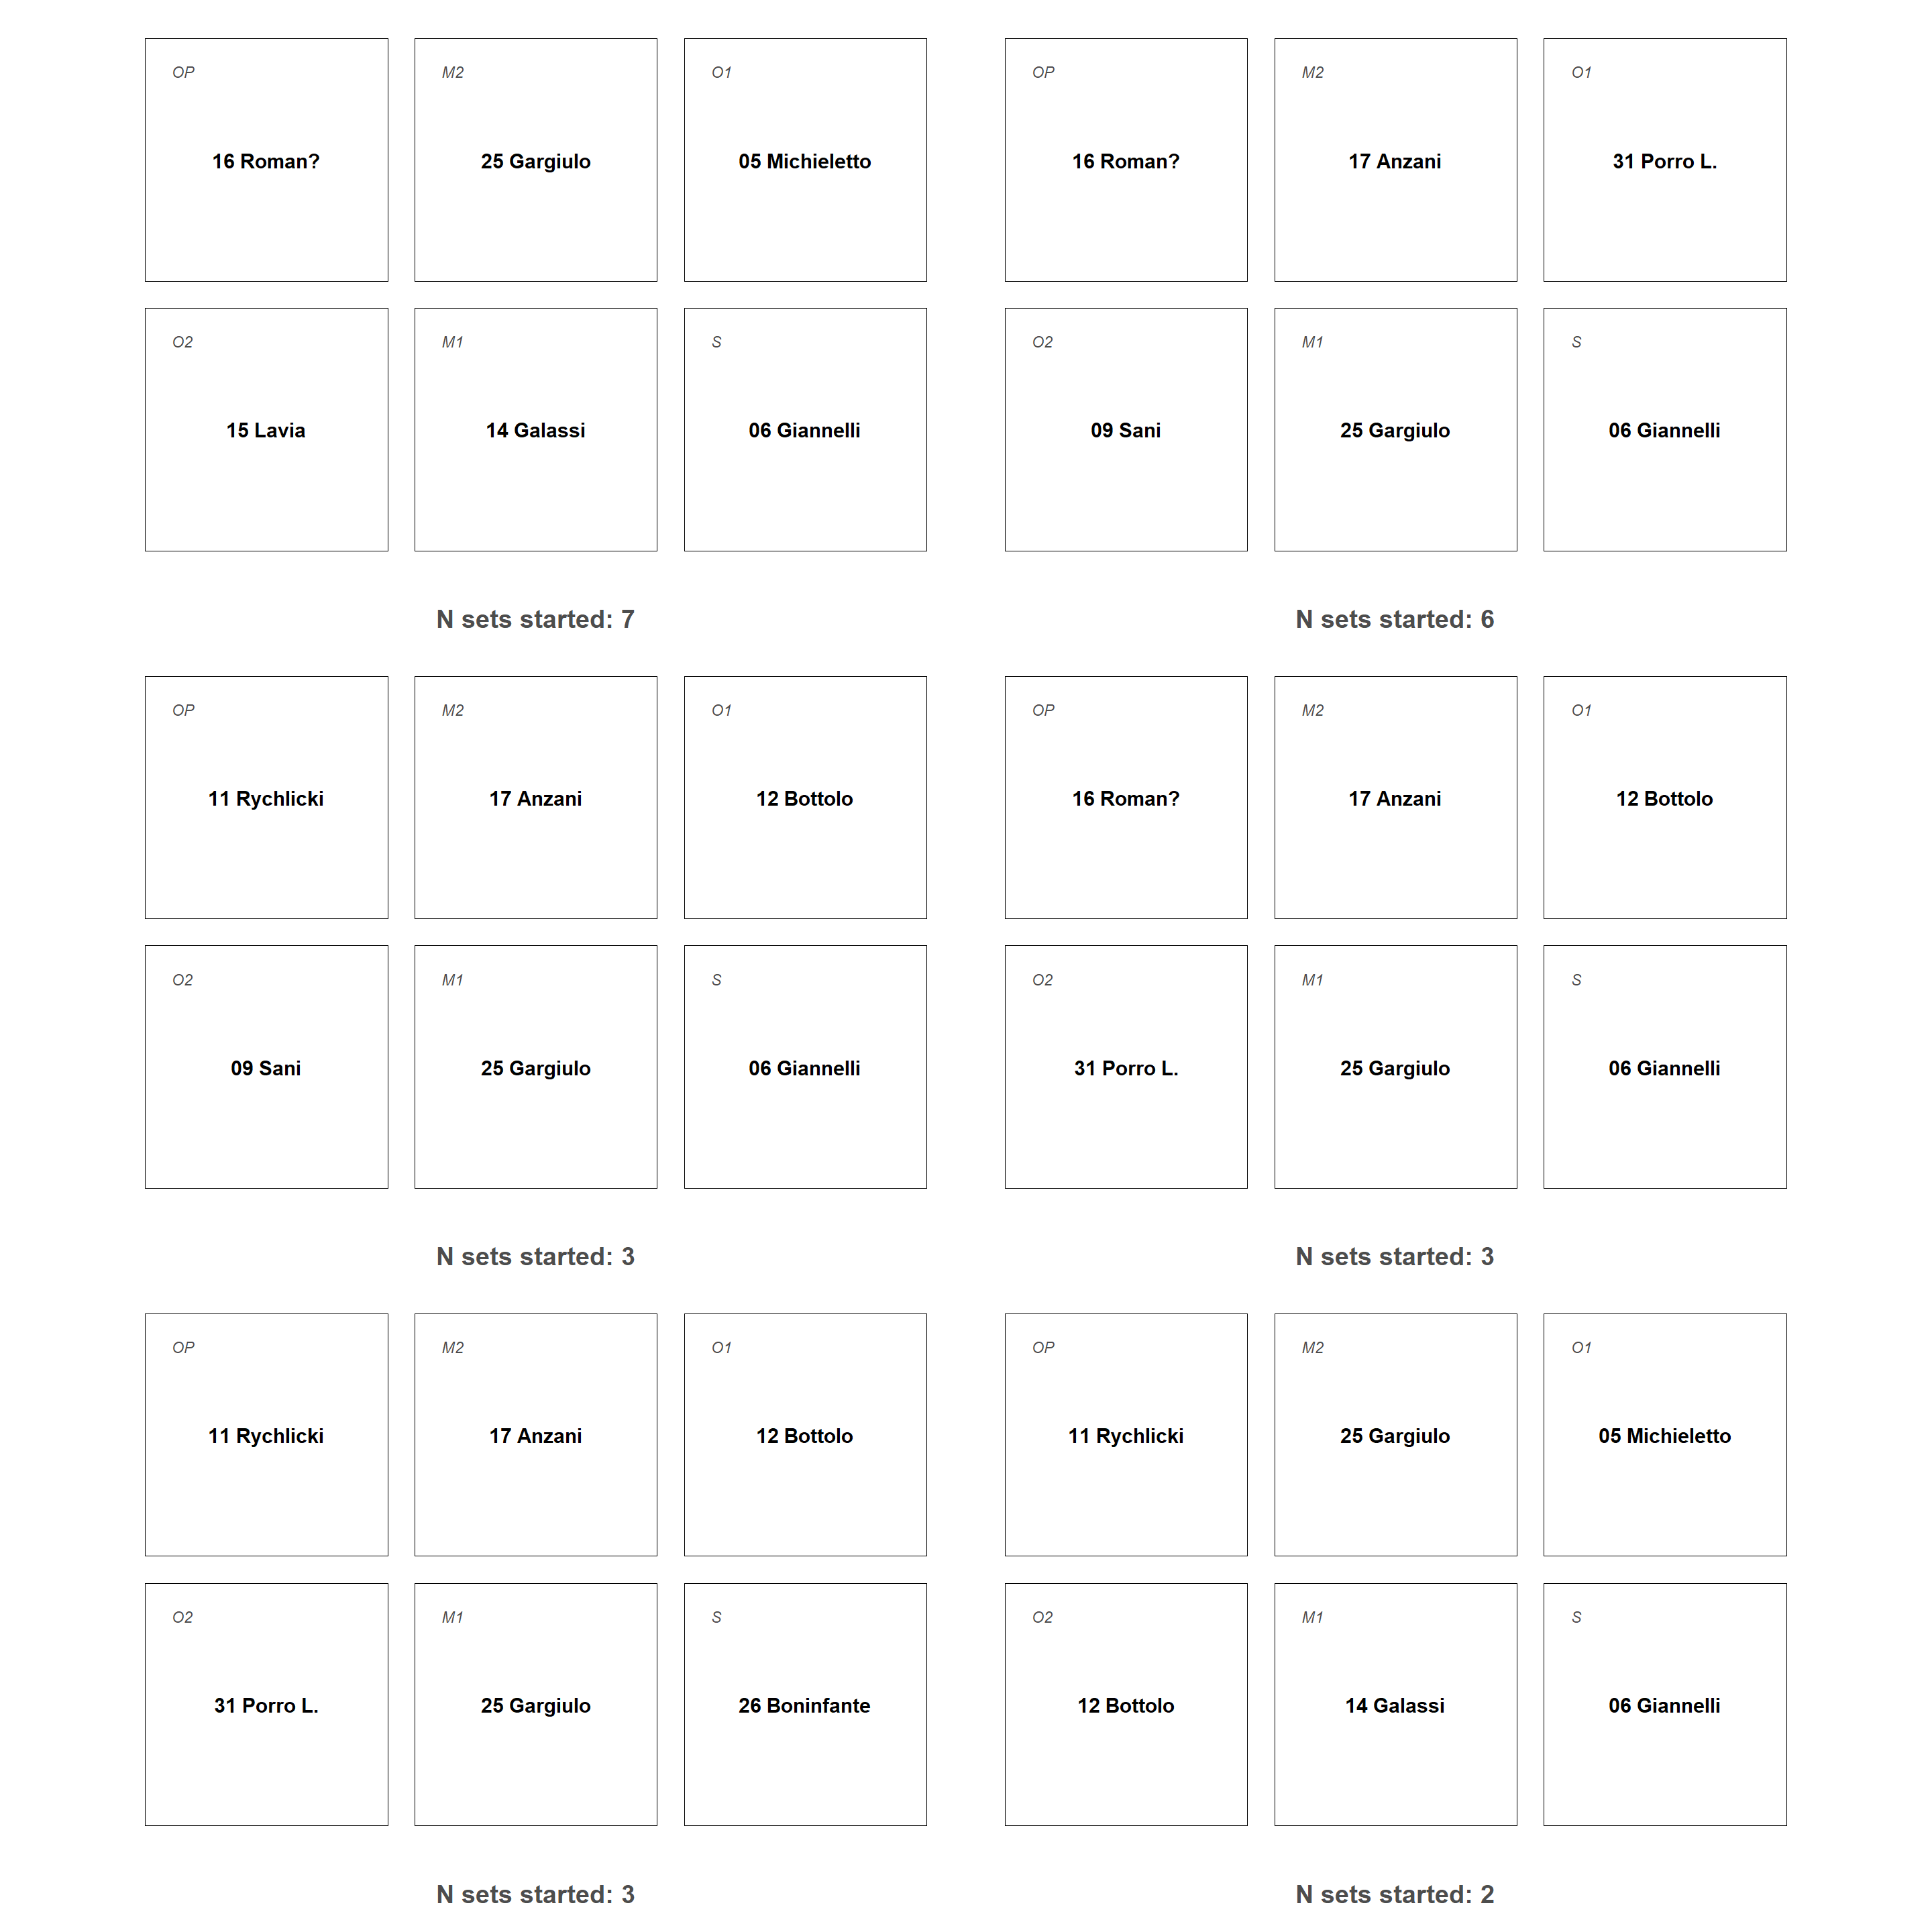 OP
M2
O1
16 Roman?
25 Gargiulo
05 Michieletto
O2
M1
S
15 Lavia
14 Galassi
06 Giannelli
N sets started: 7
OP
M2
O1
16 Roman?
17 Anzani
31 Porro L.
O2
M1
S
09 Sani
25 Gargiulo
06 Giannelli
N sets started: 6
OP
M2
O1
11 Rychlicki
17 Anzani
12 Bottolo
O2
M1
S
09 Sani
25 Gargiulo
06 Giannelli
N sets started: 3
OP
M2
O1
16 Roman?
17 Anzani
12 Bottolo
O2
M1
S
31 Porro L.
25 Gargiulo
06 Giannelli
N sets started: 3
OP
M2
O1
11 Rychlicki
17 Anzani
12 Bottolo
O2
M1
S
31 Porro L.
25 Gargiulo
26 Boninfante
N sets started: 3
OP
M2
O1
11 Rychlicki
25 Gargiulo
05 Michieletto
O2
M1
S
12 Bottolo
14 Galassi
06 Giannelli
N sets started: 2